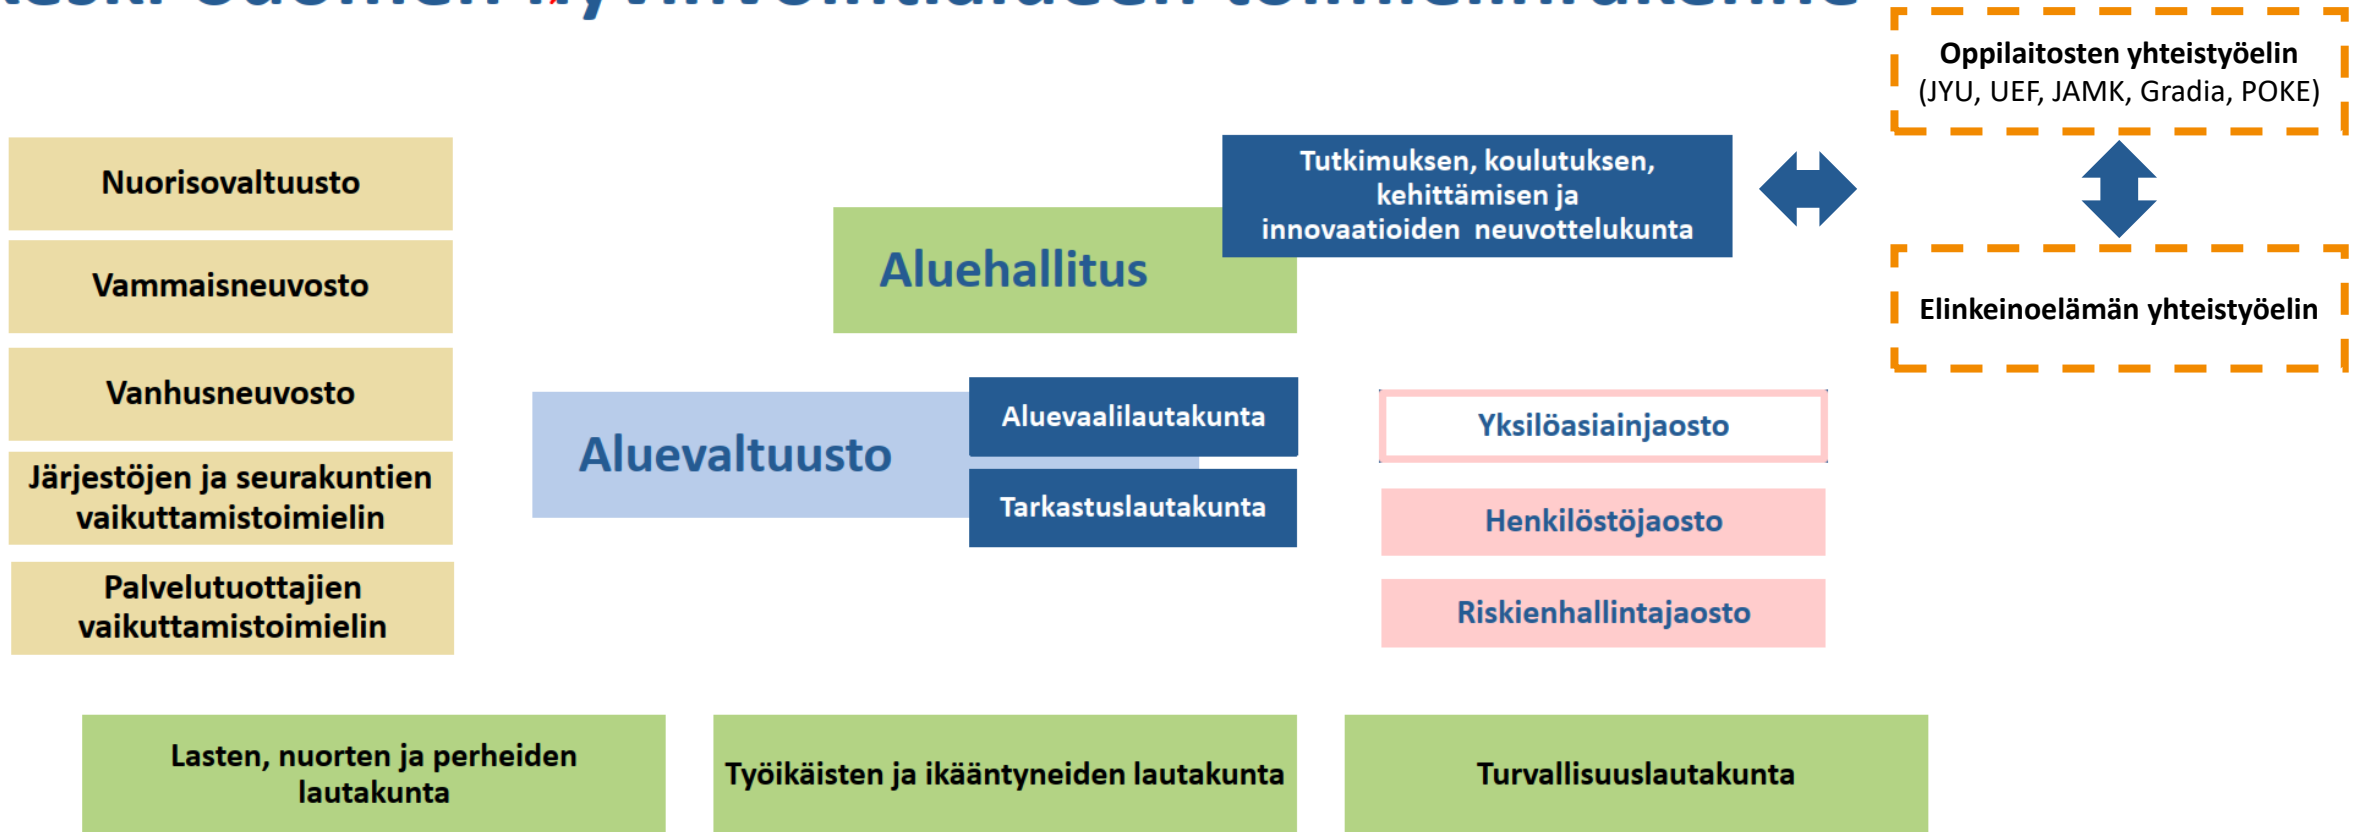 Oppilaitosten yhteistyöelin
(JYU, UEF, JAMK, Gradia, POKE)
Nuorisovaltuusto
Vammaisneuvosto
Vanhusneuvosto
Järjestöjen ja seurakuntien
vaikuttamistoimielin
Palvelutuottajien
vaikuttamistoimielin
Tutkimuksen, koulutuksen,
kehittämisen ja
innovaatioiden neuvottelukunta
Aluehallitus
Elinkeinoelämän yhteistyöelin
Aluevaltuusto
Aluevaalilautakunta
Tarkastuslautakunta
Yksilöasiainjaosto
Henkilöstöjaosto
Riskienhallintajaosto
Lasten, nuorten ja perheiden
lautakunta
Työikäisten ja ikääntyneiden lautakunta
Turvallisuuslautakunta